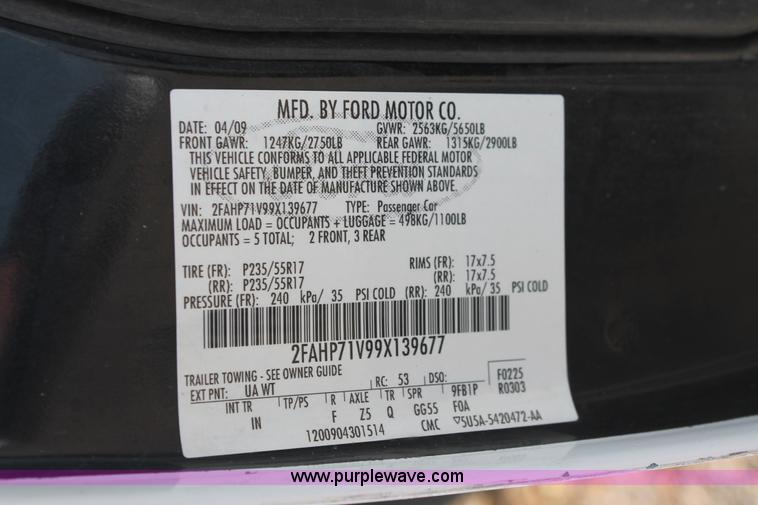 MFD. BY FORD MOTOR CO.
DATE: 04/09 GVWR: 2563KG/5650LB
FRONT GAWR: 1247KG/2750LB REAR GAWR: 1315KG/2900LB
THIS VEHICLE CONFORMS TO ALL APPLICABLE FEDERAL MOTOR
VEHICLE SAFETY, BUMPER, AND THEFT PREVENTION STANDARDS
IN EFFECT ON THE DATE OF MANUFACTURE SHOWN ABOVE.
VIN: 2FAHP71V99X139677 TYPE: Passenger Car
MAXIMUM LOAD = OCCUPANTS + LUGGAGE = 498KG/1100LB
OCCUPANTS = 5 TOTAL; 2 FRONT, 3 REAR
TIRE (FR): P235/55R17 RIMS (FR): 17x7.5
(RR): P235/55R17 (RR): 17x7.5
PRESSURE (FR): 240 kPa/ 35 PSI COLD (RR): 240 kPa/ 35 PSI COLD
2FAHP71V99X139677
TRAILER TOWING - SEE OWNER GUIDE
EXT PNT: UA WT RC: 53 DSO: F0225
INT TR TP/PS R AXLE TR SPR 9FB1P R0303
IN F Z5 Q GG55 FOA
1200904301514 CMC ▽5U5A-5420472-AA
www.purplewave.com